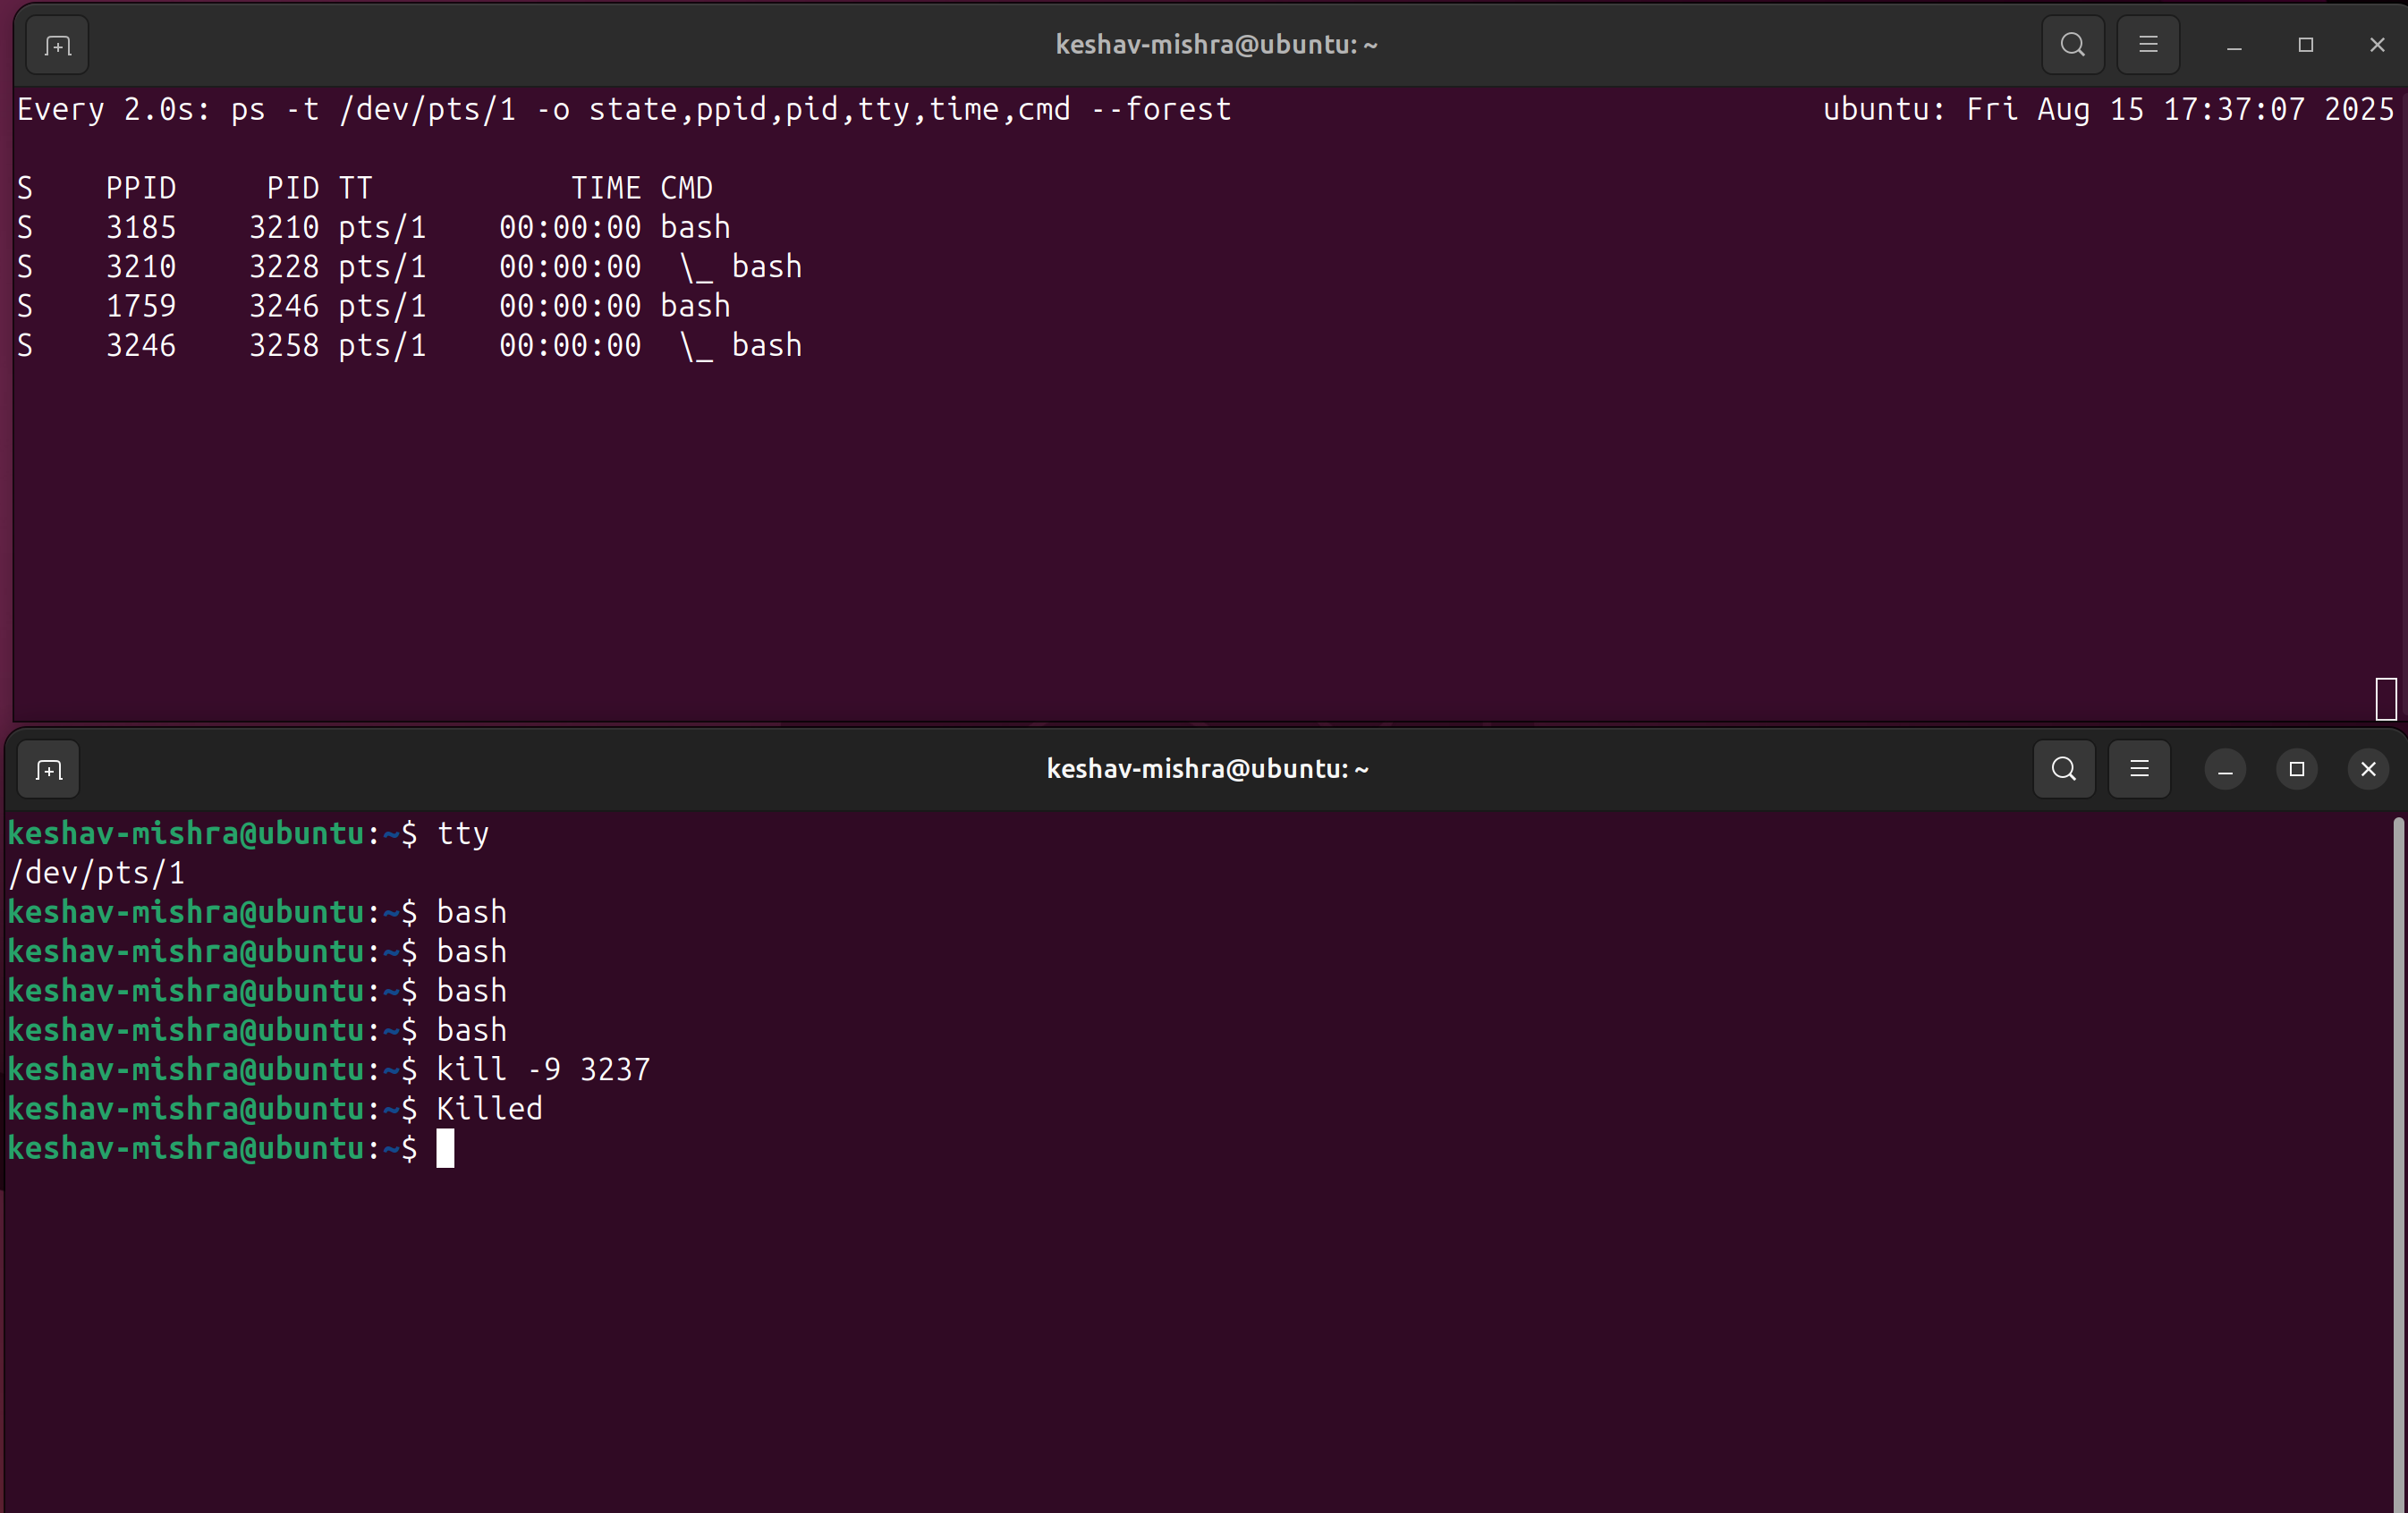 keshav-mishra@ubuntu: ~
Every 2.0s: ps -t /dev/pts/1 -o state,ppid,pid,tty,time,cmd --forest ubuntu: Fri Aug 15 17:37:07 2025
S PPID PID TT TIME CMD
S 3185 3210 pts/1 00:00:00 bash
S 3210 3228 pts/1 00:00:00 \_ bash
S 1759 3246 pts/1 00:00:00 bash
S 3246 3258 pts/1 00:00:00 \_ bash
keshav-mishra@ubuntu: ~
keshav-mishra@ubuntu:~$ tty
/dev/pts/1
keshav-mishra@ubuntu:~$ bash
keshav-mishra@ubuntu:~$ bash
keshav-mishra@ubuntu:~$ bash
keshav-mishra@ubuntu:~$ bash
keshav-mishra@ubuntu:~$ kill -9 3237
keshav-mishra@ubuntu:~$ Killed
keshav-mishra@ubuntu:~$